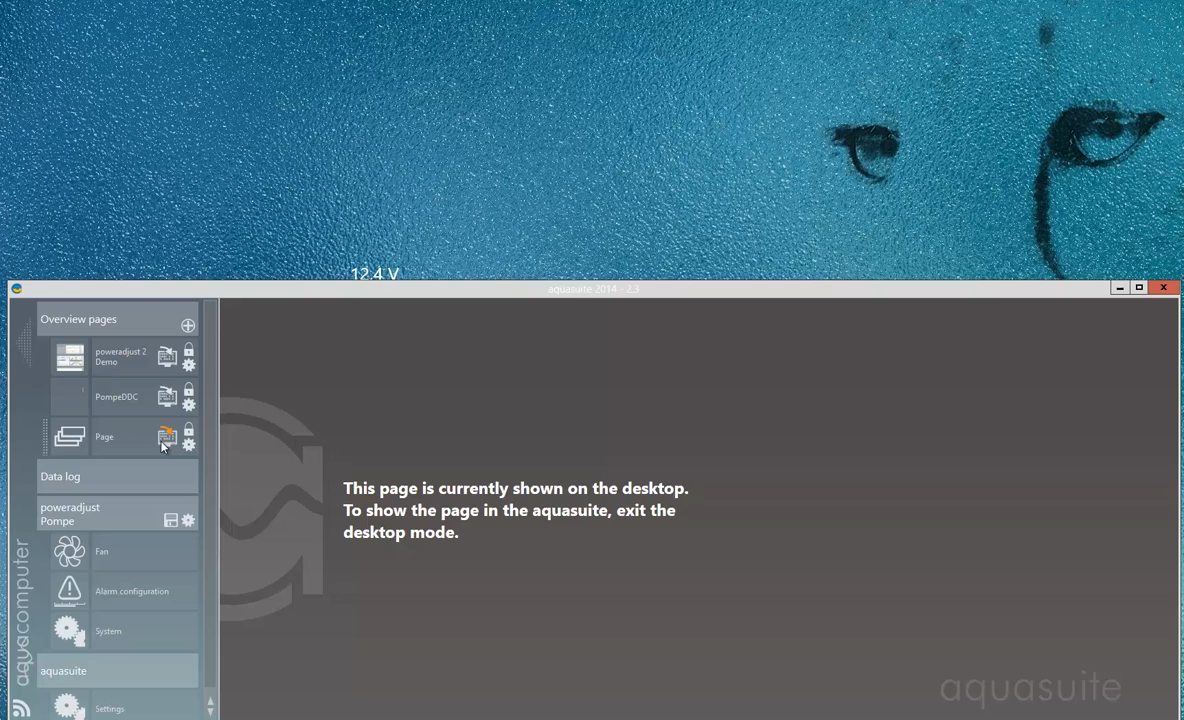 12.4 V
aquasuite 2014 - 2.3
Overview pages
poweradjust 2
Demo
PompeDDC
Page
Data log
poweradjust
Pompe
Fan
Alarm configuration
System
aquasuite
Settings
aquacomputer
This page is currently shown on the desktop.
To show the page in the aquasuite, exit the
desktop mode.
aquasuite